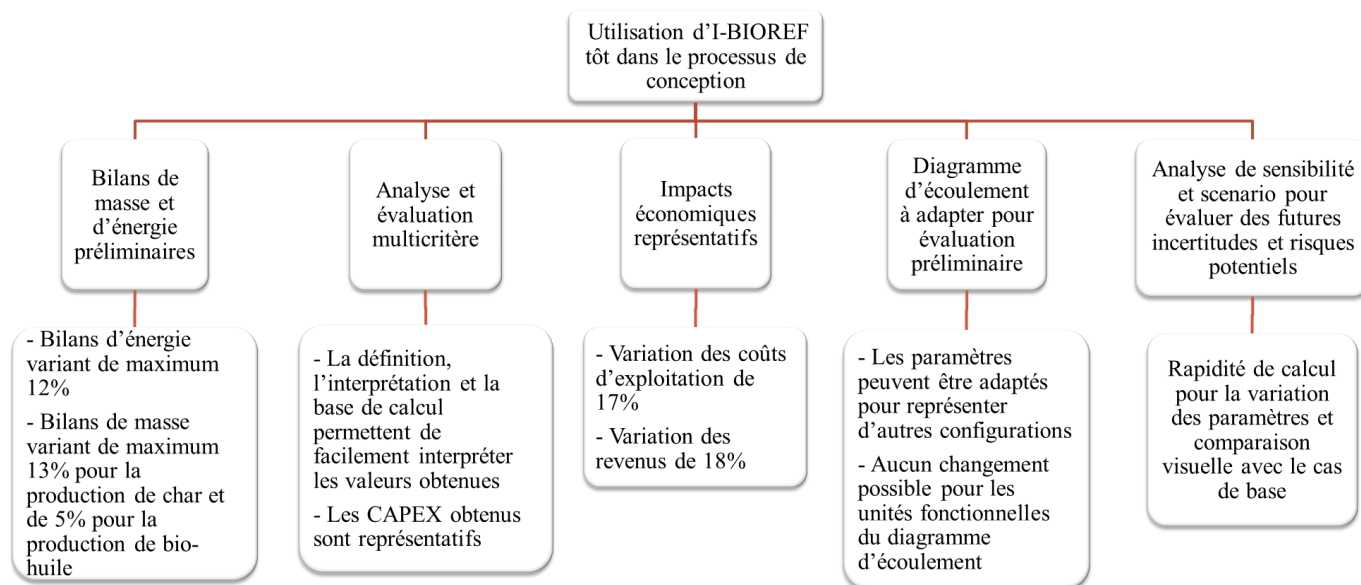 Utilisation d'I-BIOREF
tôt dans le processus de
conception
Bilans de
masse et
d'énergie
préliminaires
Analyse et
évaluation
multicritère
Impacts
économiques
représentatifs
Diagramme
d'écoulement
à adapter pour
évaluation
préliminaire
Analyse de sensibilité
et scenario pour
évaluer des futures
incertitudes et risques
potentiels
- Bilans d'énergie
variant de maximum
12%
- Bilans de masse
variant de maximum
13% pour la
production de char et
de 5% pour la
production de bio-
huile
- La définition,
l'interprétation et la
base de calcul
permettent de
facilement interpréter
les valeurs obtenues
- Les CAPEX obtenus
sont représentatifs
- Variation des coûts
d'exploitation de
17%
- Variation des
revenus de 18%
- Les paramètres
peuvent être adaptés
pour représenter
d'autres configurations
- Aucun changement
possible pour les
unités fonctionnelles
du diagramme
d'écoulement
Rapidité de calcul
pour la variation
des paramètres et
comparaison
visuelle avec le cas
de base